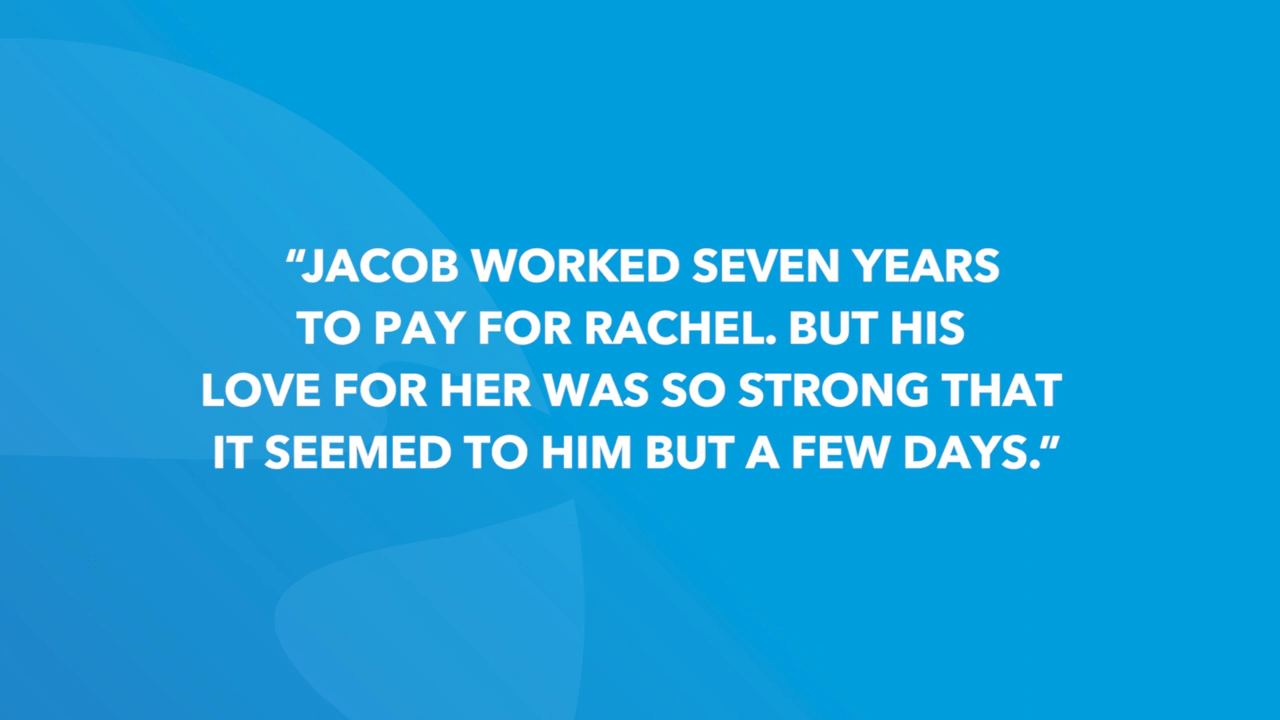 “JACOB WORKED SEVEN YEARS
TO PAY FOR RACHEL. BUT HIS
LOVE FOR HER WAS SO STRONG THAT
IT SEEMED TO HIM BUT A FEW DAYS.”